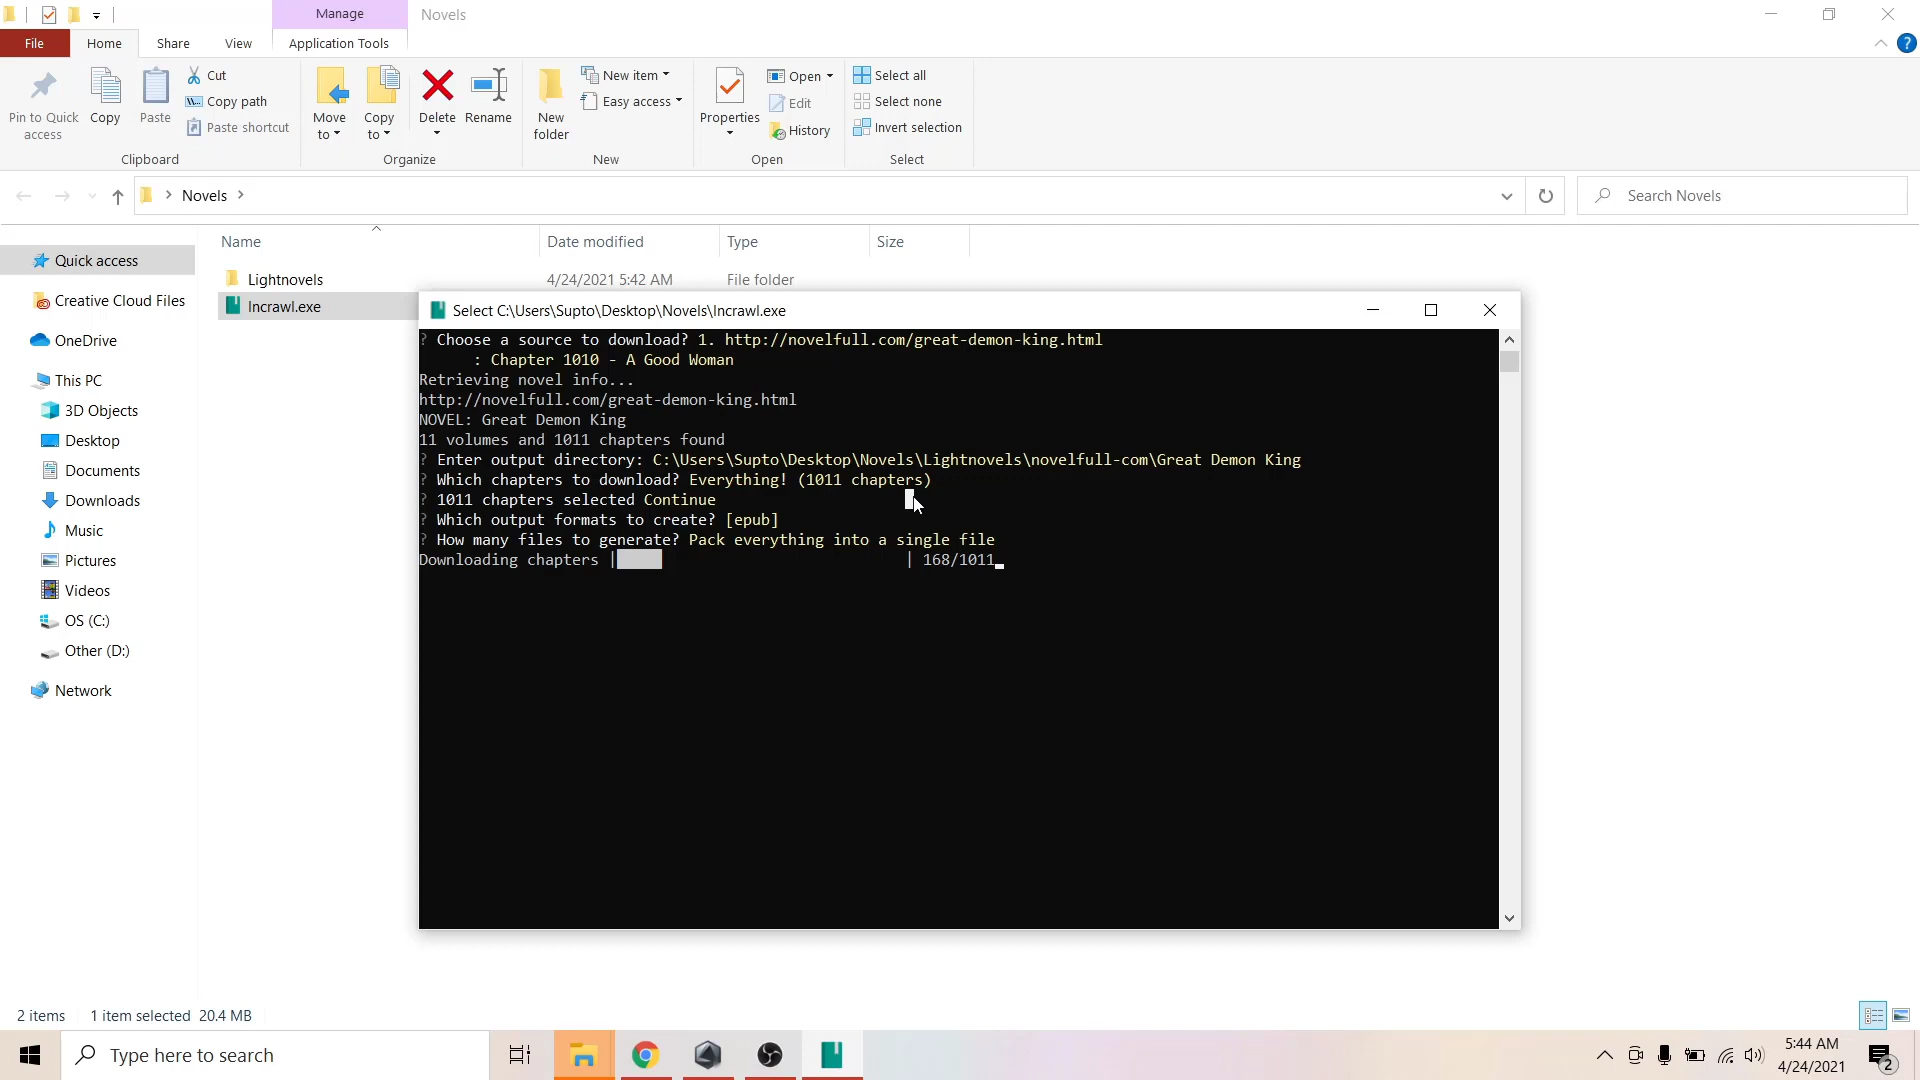 Manage
Novels
File
Home
Share
View
Application Tools
Pin to Quick access
Copy
Paste
Cut
Copy path
Paste shortcut
Clipboard
Move to
Copy to
Delete
Rename
Organize
New folder
New item
Easy access
New
Properties
Open
Edit
History
Open
Select all
Select none
Invert selection
Select
Novels
Search Novels
Name
Date modified
Type
Size
Quick access
Creative Cloud Files
OneDrive
This PC
3D Objects
Desktop
Documents
Downloads
Music
Pictures
Videos
OS (C:)
Other (D:)
Network
Lightnovels 4/24/2021 5:42 AM File folder
lncrawl.exe
Select C:\Users\Supto\Desktop\Novels\lncrawl.exe
? Choose a source to download? 1. http://novelfull.com/great-demon-king.html
: Chapter 1010 - A Good Woman
Retrieving novel info...
http://novelfull.com/great-demon-king.html
NOVEL: Great Demon King
11 volumes and 1011 chapters found
? Enter output directory: C:\Users\Supto\Desktop\Novels\Lightnovels\novelfull-com\Great Demon King
? Which chapters to download? Everything! (1011 chapters)
? 1011 chapters selected Continue
? Which output formats to create? [epub]
? How many files to generate? Pack everything into a single file
Downloading chapters | | 168/1011
2 items 1 item selected 20.4 MB
Type here to search
5:44 AM
4/24/2021
2